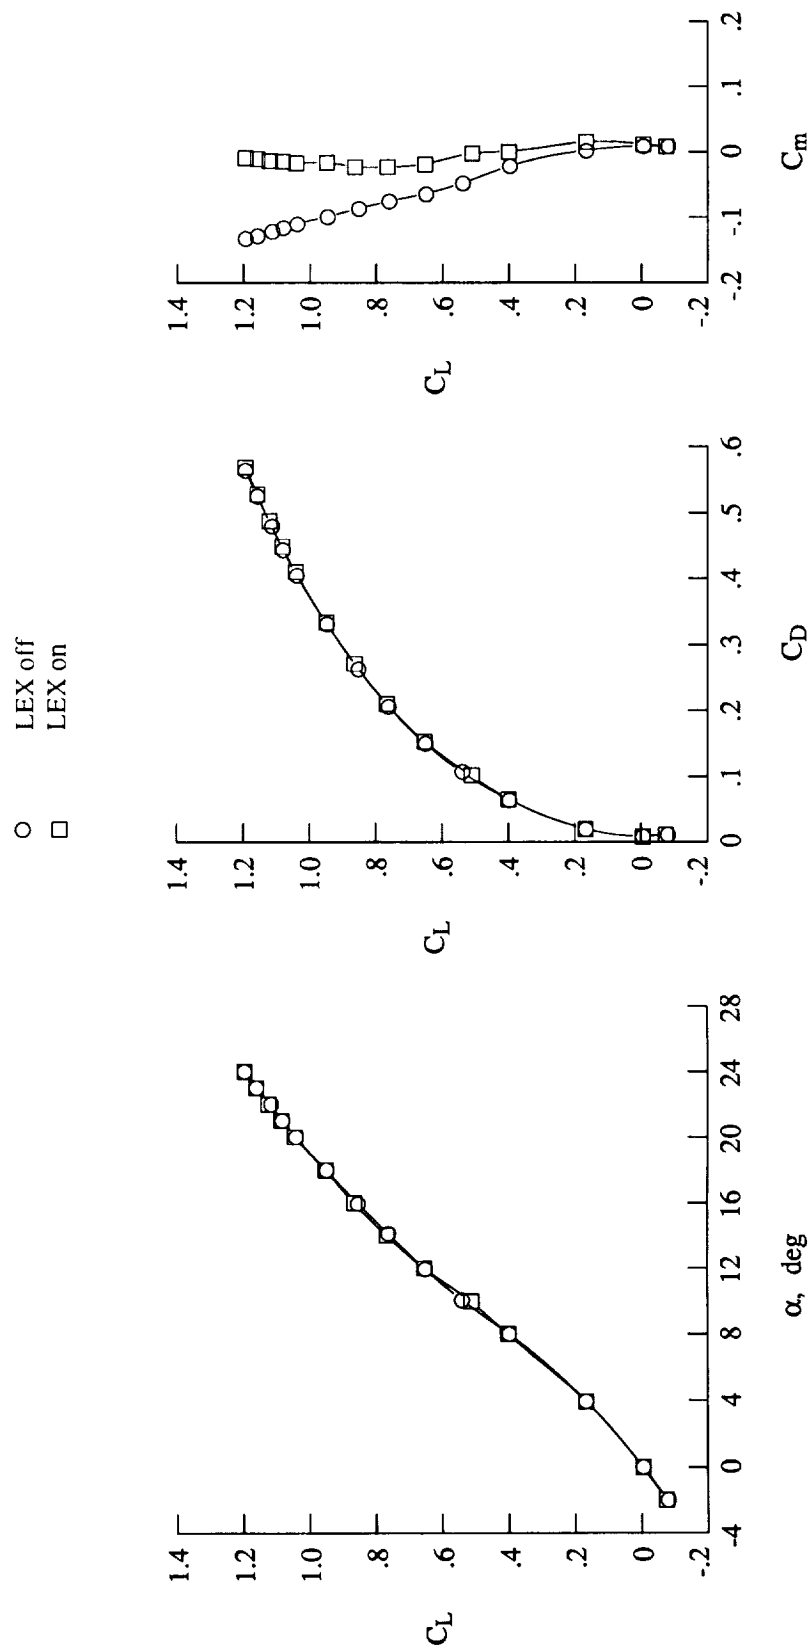 LEX off
LEX on
1.4
1.2
1.0
.8
.6
.4
.2
0
-.2
C_L
-4 0 4 8 12 16 20 24 28
α, deg
1.4
1.2
1.0
.8
.6
.4
.2
0
-.2
C_L
0 .1 .2 .3 .4 .5 .6
C_D
1.4
1.2
1.0
.8
.6
.4
.2
0
-.2
C_L
-.2 -.1 0 .1 .2
C_m